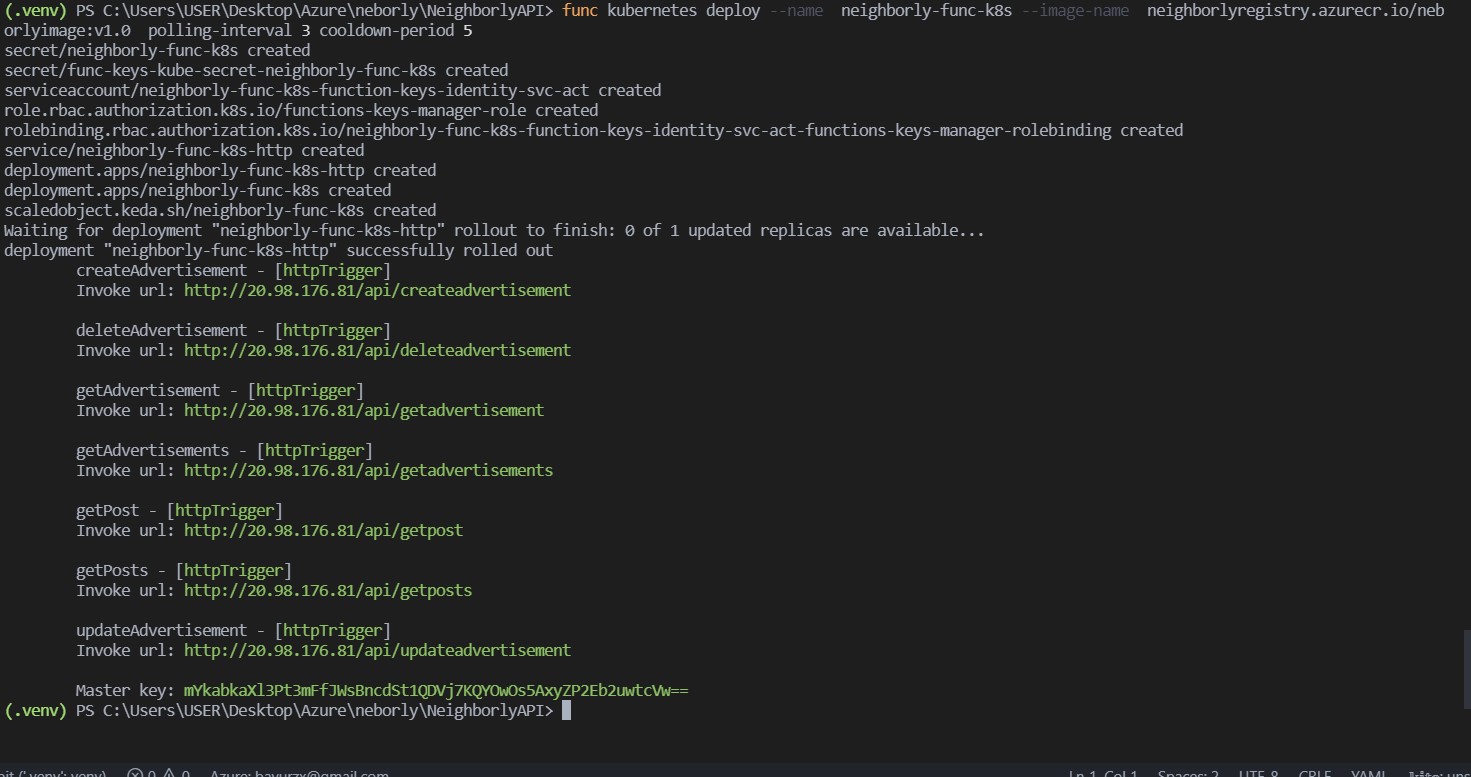 (.venv) PS C:\Users\USER\Desktop\Azure\neborly\NeighborlyAPI> func kubernetes deploy --name  neighborly-func-k8s --image-name  neighborlyregistry.azurecr.io/neb
orlyimage:v1.0  polling-interval 3 cooldown-period 5
secret/neighborly-func-k8s created
secret/func-keys-kube-secret-neighborly-func-k8s created
serviceaccount/neighborly-func-k8s-function-keys-identity-svc-act created
role.rbac.authorization.k8s.io/functions-keys-manager-role created
rolebinding.rbac.authorization.k8s.io/neighborly-func-k8s-function-keys-identity-svc-act-functions-keys-manager-rolebinding created
service/neighborly-func-k8s-http created
deployment.apps/neighborly-func-k8s-http created
deployment.apps/neighborly-func-k8s created
scaledobject.keda.sh/neighborly-func-k8s created
Waiting for deployment "neighborly-func-k8s-http" rollout to finish: 0 of 1 updated replicas are available...
deployment "neighborly-func-k8s-http" successfully rolled out
createAdvertisement - [httpTrigger]
Invoke url: http://20.98.176.81/api/createadvertisement
deleteAdvertisement - [httpTrigger]
Invoke url: http://20.98.176.81/api/deleteadvertisement
getAdvertisement - [httpTrigger]
Invoke url: http://20.98.176.81/api/getadvertisement
getAdvertisements - [httpTrigger]
Invoke url: http://20.98.176.81/api/getadvertisements
getPost - [httpTrigger]
Invoke url: http://20.98.176.81/api/getpost
getPosts - [httpTrigger]
Invoke url: http://20.98.176.81/api/getposts
updateAdvertisement - [httpTrigger]
Invoke url: http://20.98.176.81/api/updateadvertisement
Master key: mYkabkaXl3Pt3mFfJWsBncdSt1QDVj7KQYOwOs5AxyZP2Eb2uwtcVw==
(.venv) PS C:\Users\USER\Desktop\Azure\neborly\NeighborlyAPI>
('.venv': venv) 0 0 Azure: bayurzx@gmail.com Ln 1, Col 1 Spaces: 2 UTF-8 CRLF YAML